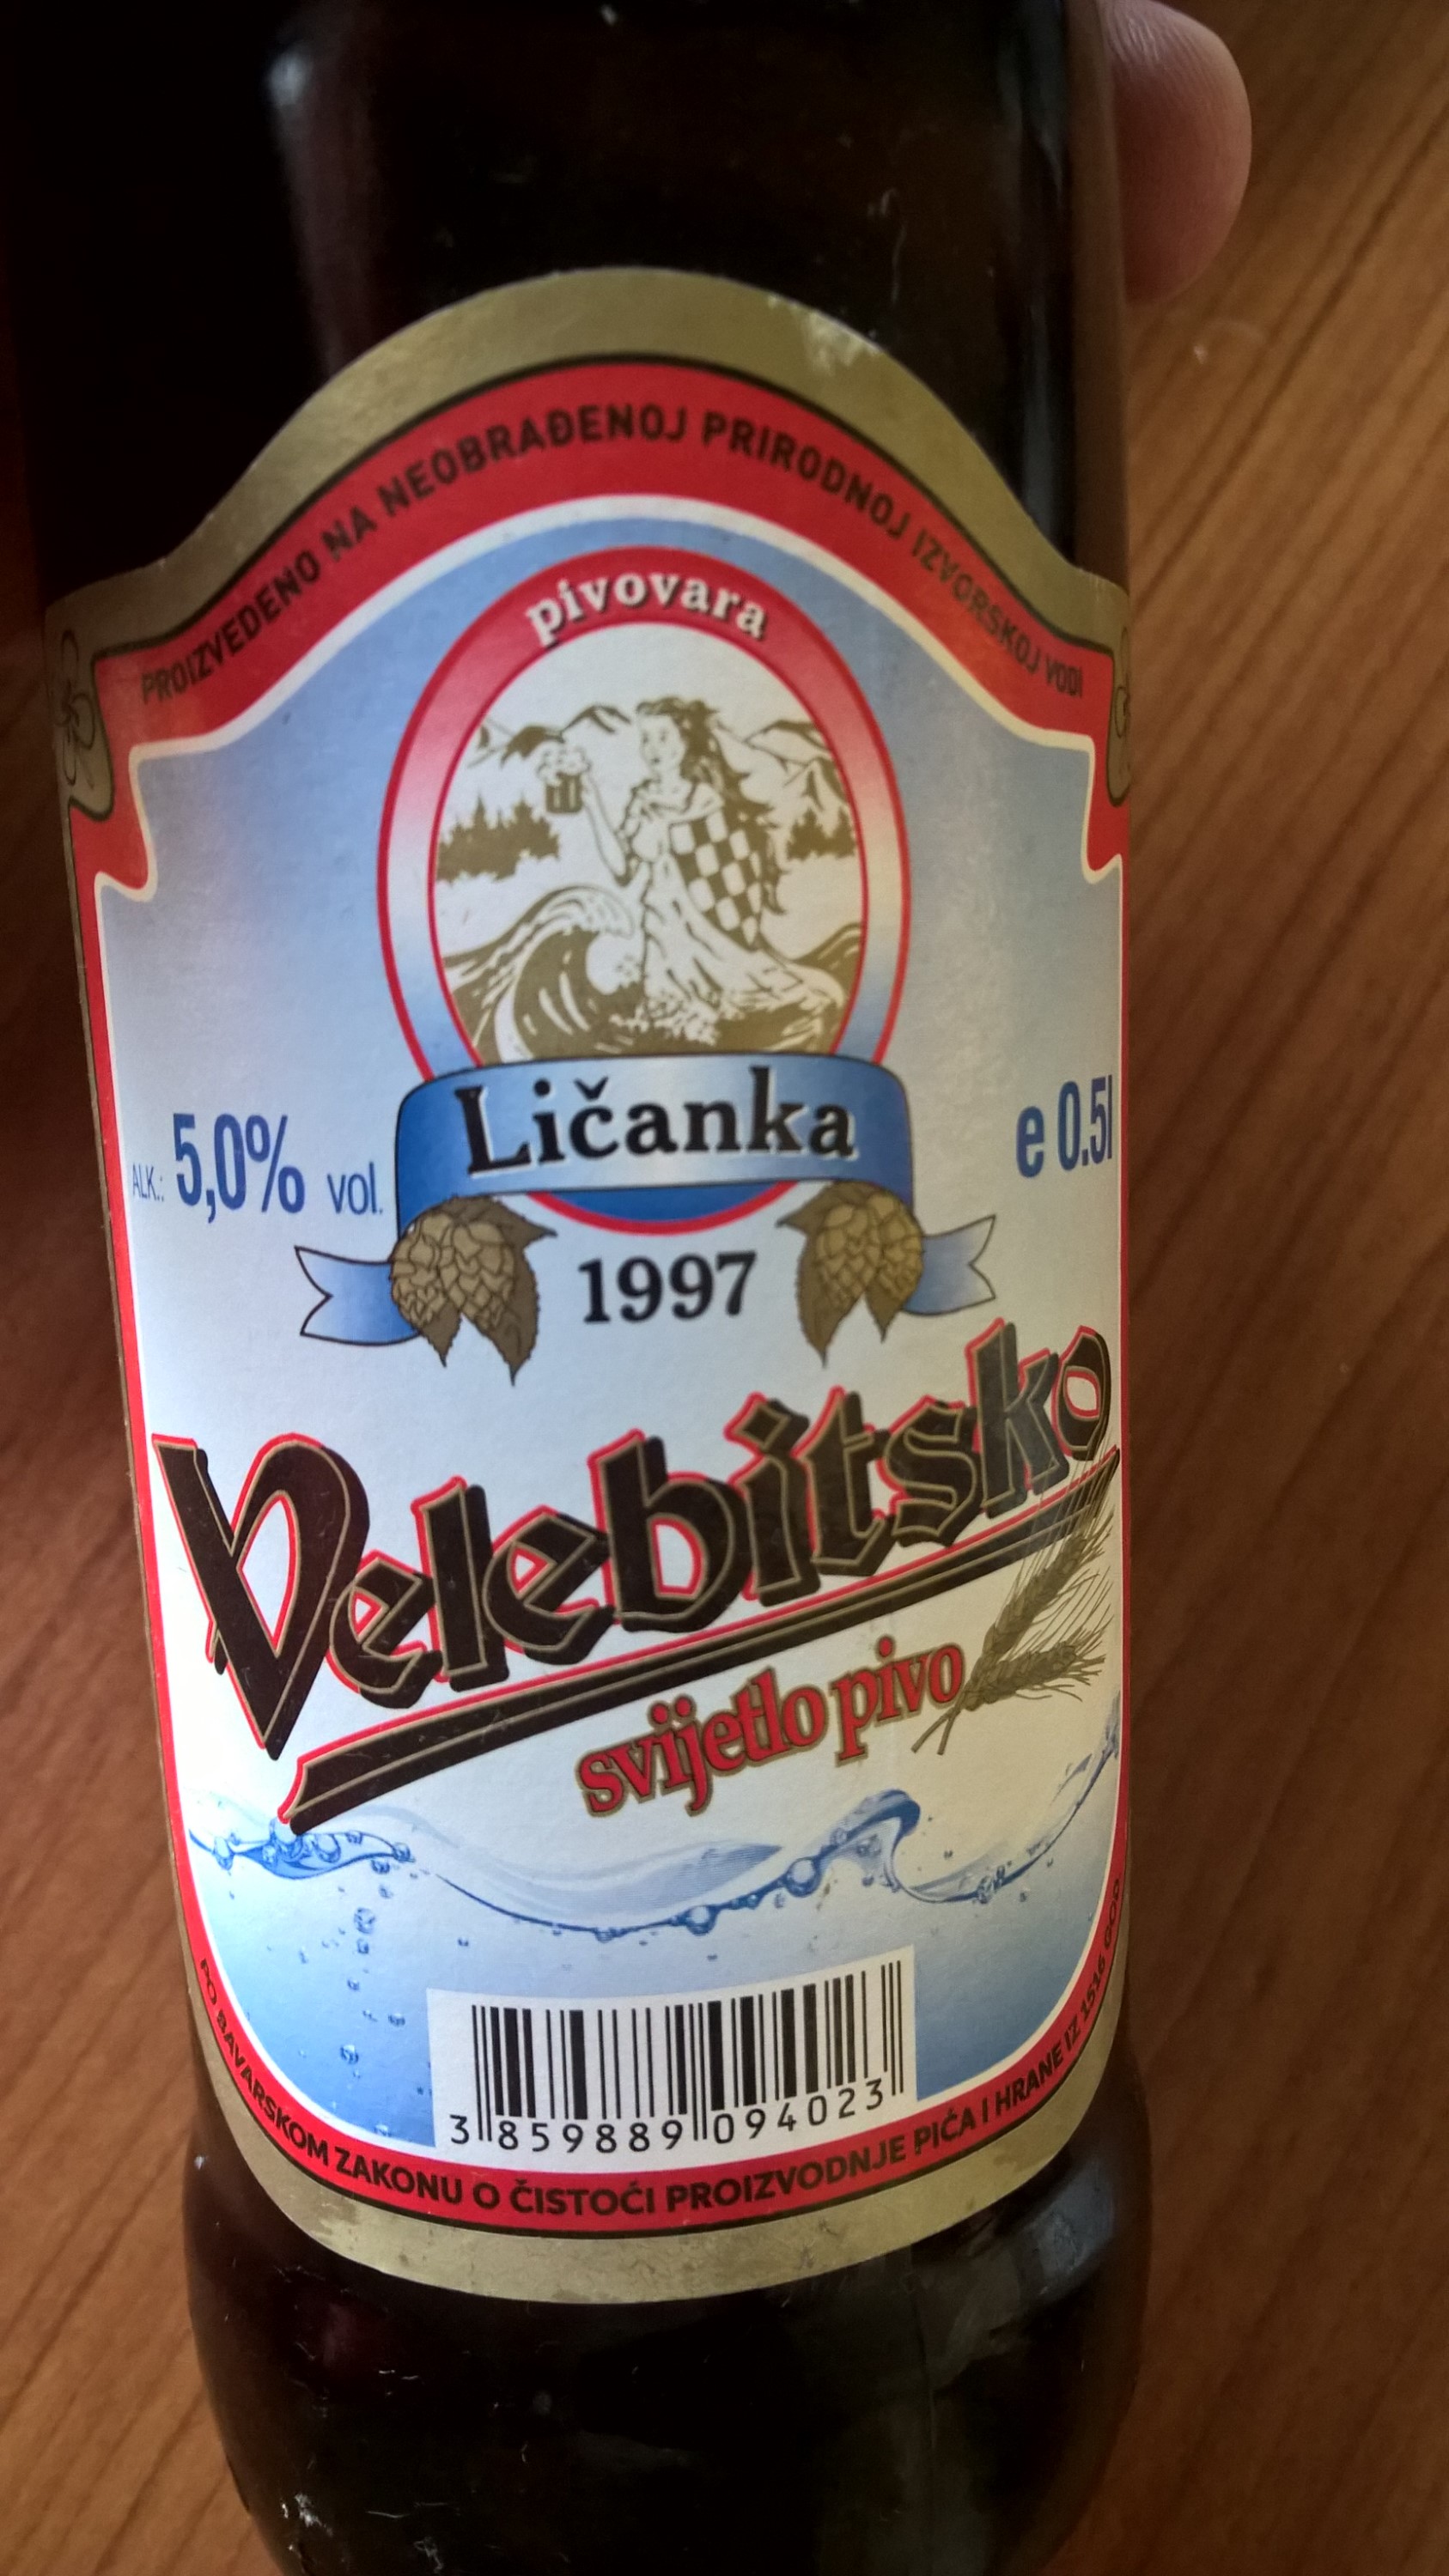 PROIZVEDENO NA NEOBRAĐENOJ PRIRODNOJ IZVORSKOJ VODI
pivovara
Ličanka
ALK.: 5,0% vol.
e 0.5l
1997
Velebitsko
svijetlo pivo
3 859889 094023
PO BAVARSKOM ZAKONU O ČISTOĆI PROIZVODNJE PIĆA I HRANE IZ 1516 GOD.